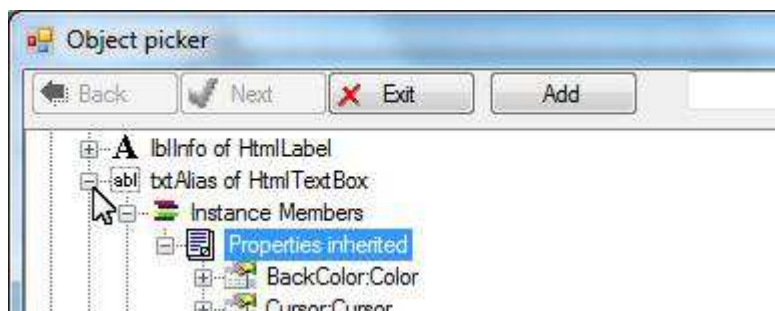 Object picker
Back Next Exit Add
A lblInfo of HtmlLabel
abl txtAlias of HtmlTextBox
Instance Members
Properties inherited
BackColor:Color
Cursor:Cursor